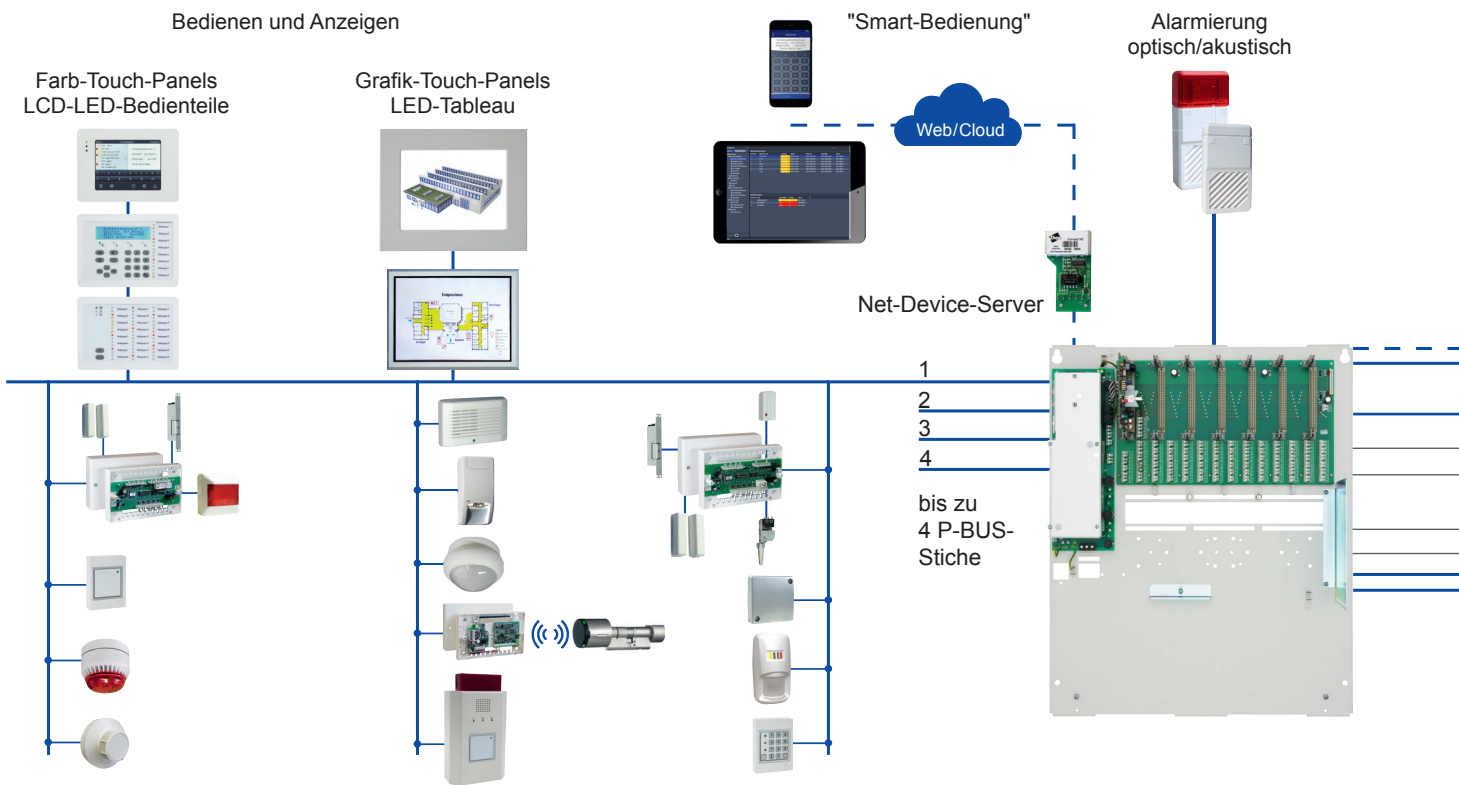 Bedienen und Anzeigen
"Smart-Bedienung"
Alarmierung
optisch/akustisch
Farb-Touch-Panels
LCD-LED-Bedienteile
Grafik-Touch-Panels
LED-Tableau
Web/Cloud
Erdgeschoss
Net-Device-Server
1
2
3
4
bis zu
4 P-BUS-
Stiche